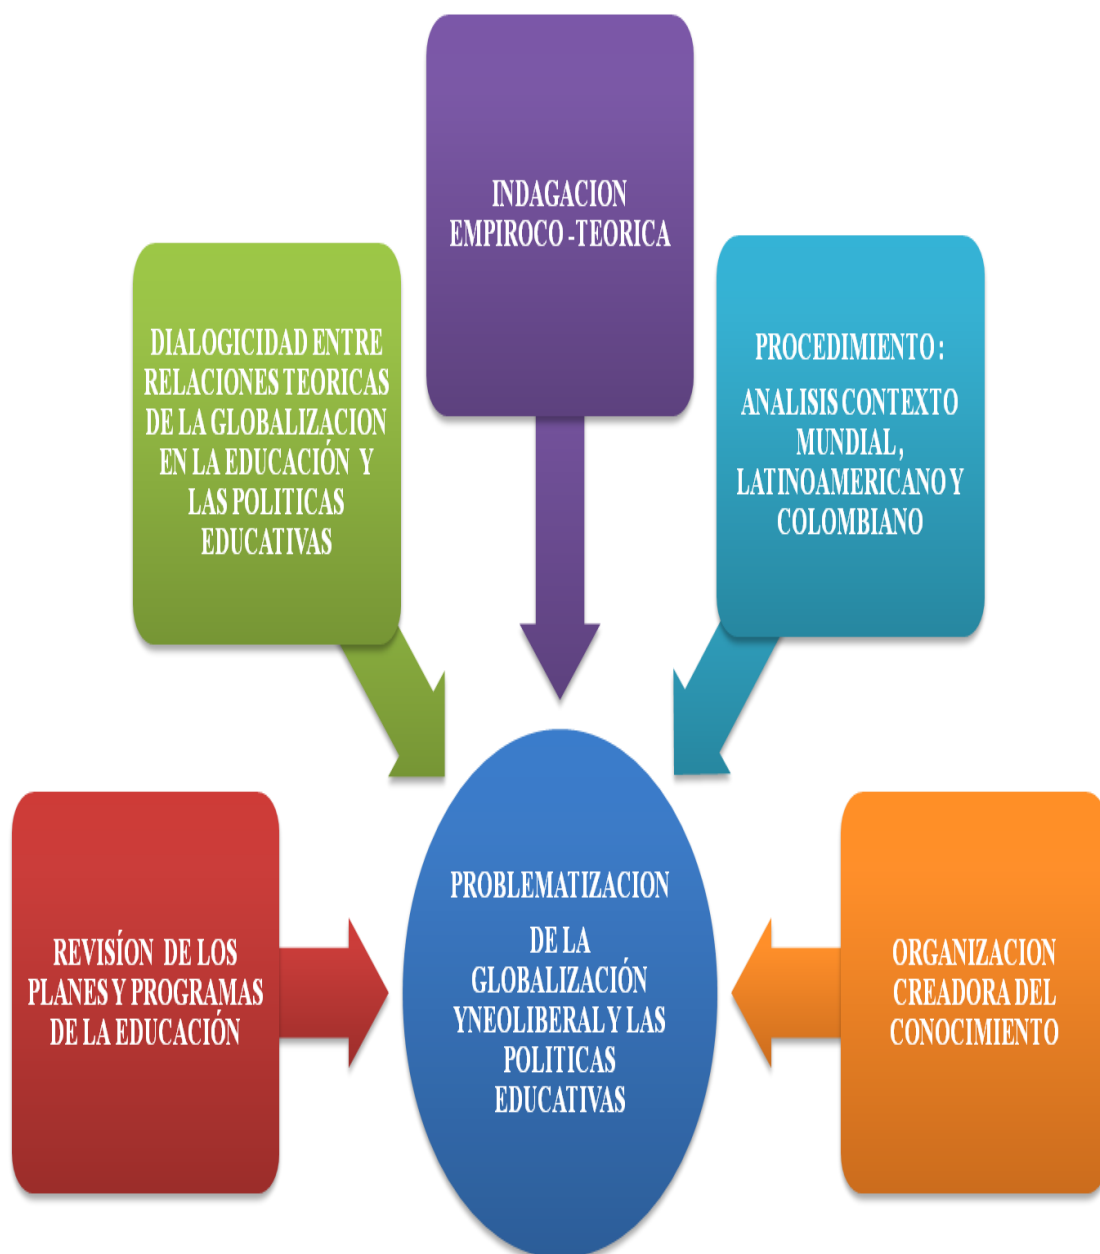 INDAGACION
EMPIROCO -TEORICA
DIALOGICIDAD ENTRE
RELACIONES TEORICAS
DE LA GLOBALIZACION
EN LA EDUCACIÓN Y
LAS POLITICAS
EDUCATIVAS
PROCEDIMIENTO :
ANALISIS CONTEXTO
MUNDIAL ,
LATINOAMERICANO Y
COLOMBIANO
REVISÍON DE LOS
PLANES Y PROGRAMAS
DE LA EDUCACIÓN
PROBLEMATIZACION
DE LA
GLOBALIZACIÓN
YNEOLIBERAL Y LAS
POLITICAS
EDUCATIVAS
ORGANIZACION
CREADORA DEL
CONOCIMIENTO